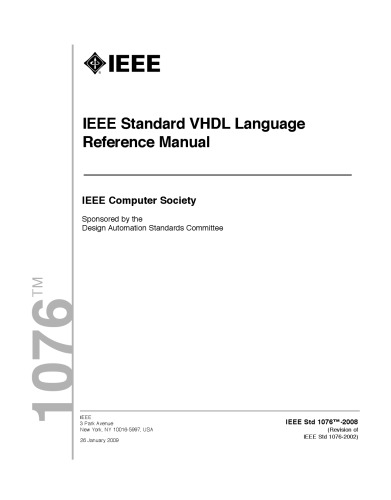 IEEE
IEEE Standard VHDL Language
Reference Manual
IEEE Computer Society
Sponsored by the
Design Automation Standards Committee
1076™
IEEE
3 Park Avenue
New York, NY 10016-5997, USA
26 January 2009
IEEE Std 1076™-2008
(Revision of
IEEE Std 1076-2002)